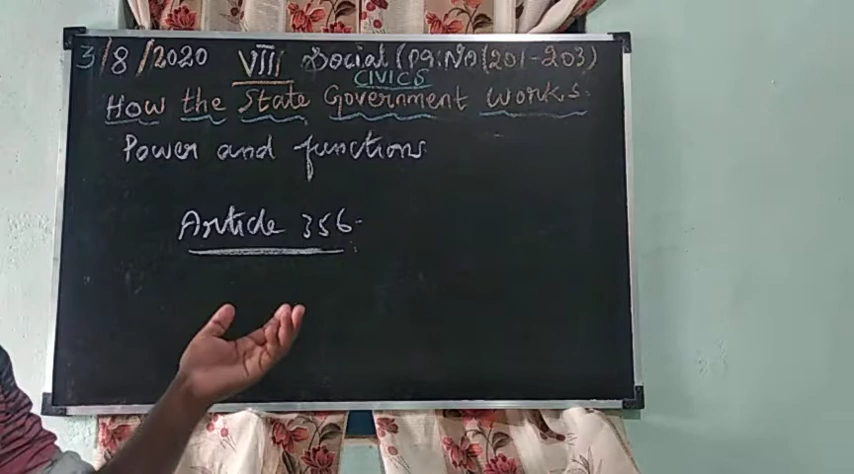 3/8/2020 VIII Social (Pg:No(201-203)
CIVICS
How the State Government works.
Power and functions
Article 356.